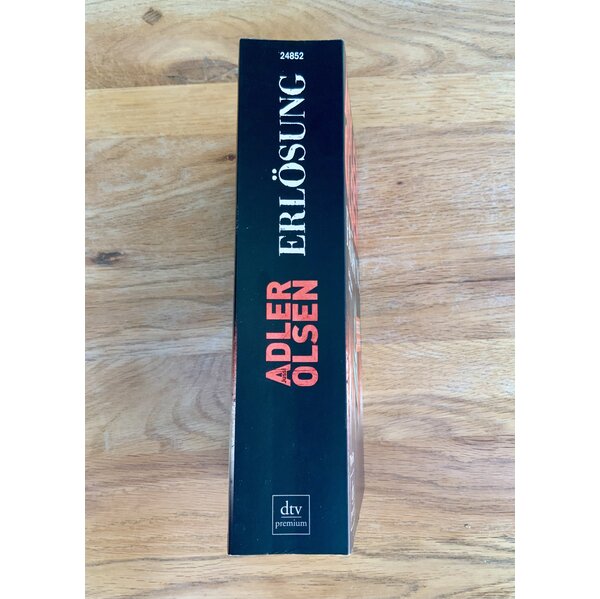 24852
ERLÖSUNG
ADLER
OLSEN
dtv
premium